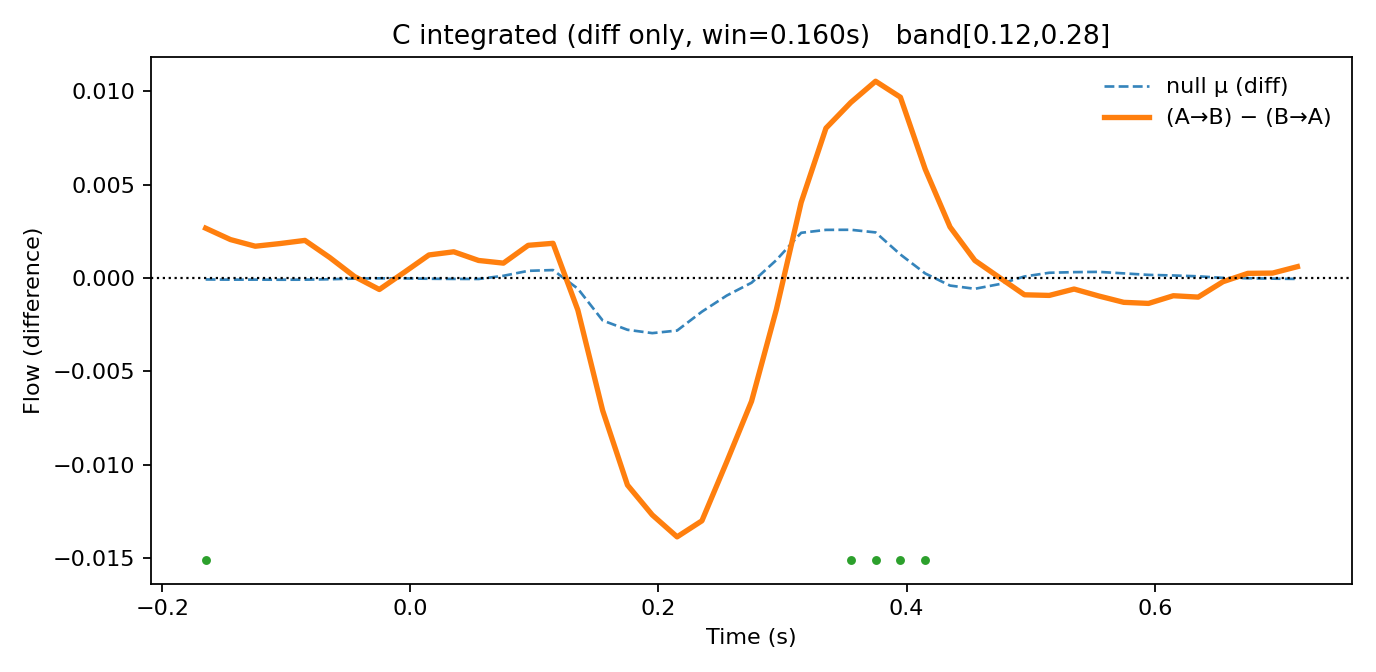 C integrated (diff only, win=0.160s)   band[0.12,0.28]
null μ (diff)
(A→B) − (B→A)
Flow (difference)
0.010
0.005
0.000
−0.005
−0.010
−0.015
−0.2
0.0
0.2
0.4
0.6
Time (s)